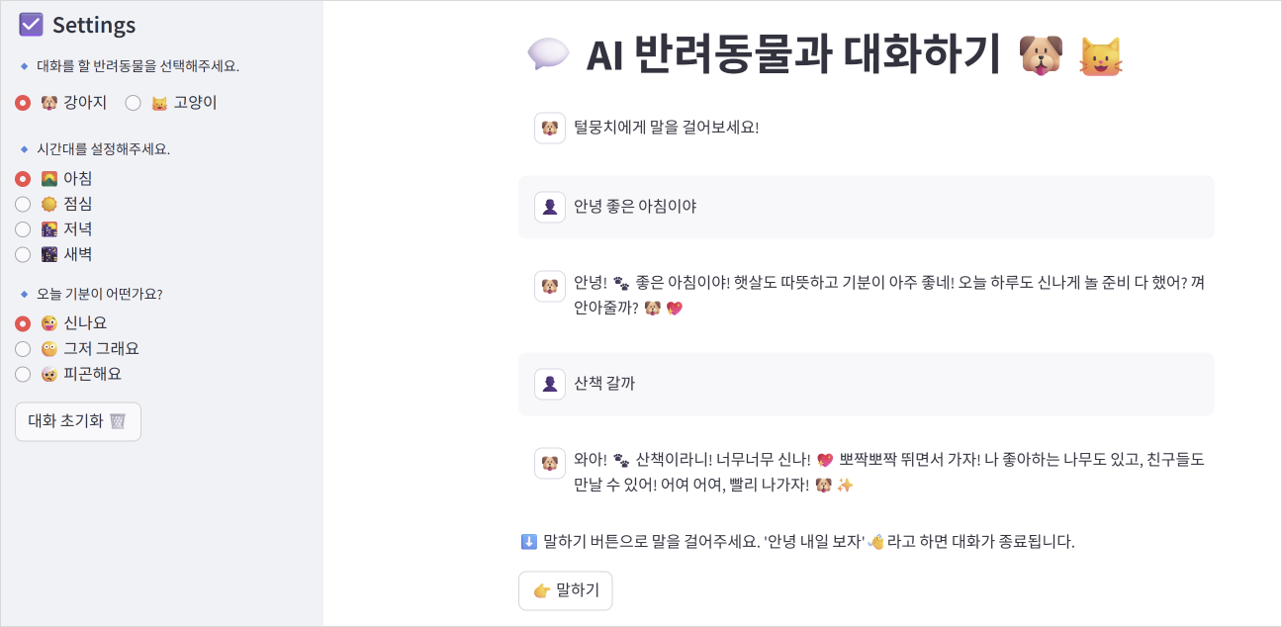 ☑ Settings
🔹 대화를 할 반려동물을 선택해주세요.
🐶 강아지 🐱 고양이
🔹 시간대를 설정해주세요.
🌄 아침
🌞 점심
🌇 저녁
🌌 새벽
🔹 오늘 기분이 어떤가요?
😜 신나요
🙄 그저 그래요
🤕 피곤해요
대화 초기화 🗑️
💬 AI 반려동물과 대화하기 🐶 😺
털뭉치에게 말을 걸어보세요!
안녕 좋은 아침이야
안녕! 🐾 좋은 아침이야! 햇살도 따뜻하고 기분이 아주 좋네! 오늘 하루도 신나게 놀 준비 다 했어? 껴
안아줄까? 🐶 💖
산책 갈까
와아! 🐾 산책이라니! 너무너무 신나! 💖 뽀짝뽀짝 뛰면서 가자! 나 좋아하는 나무도 있고, 친구들도
만날 수 있어! 어여 어여, 빨리 나가자! 🐶 ✨
⬇️ 말하기 버튼으로 말을 걸어주세요. '안녕 내일 보자'👋라고 하면 대화가 종료됩니다.
👉 말하기